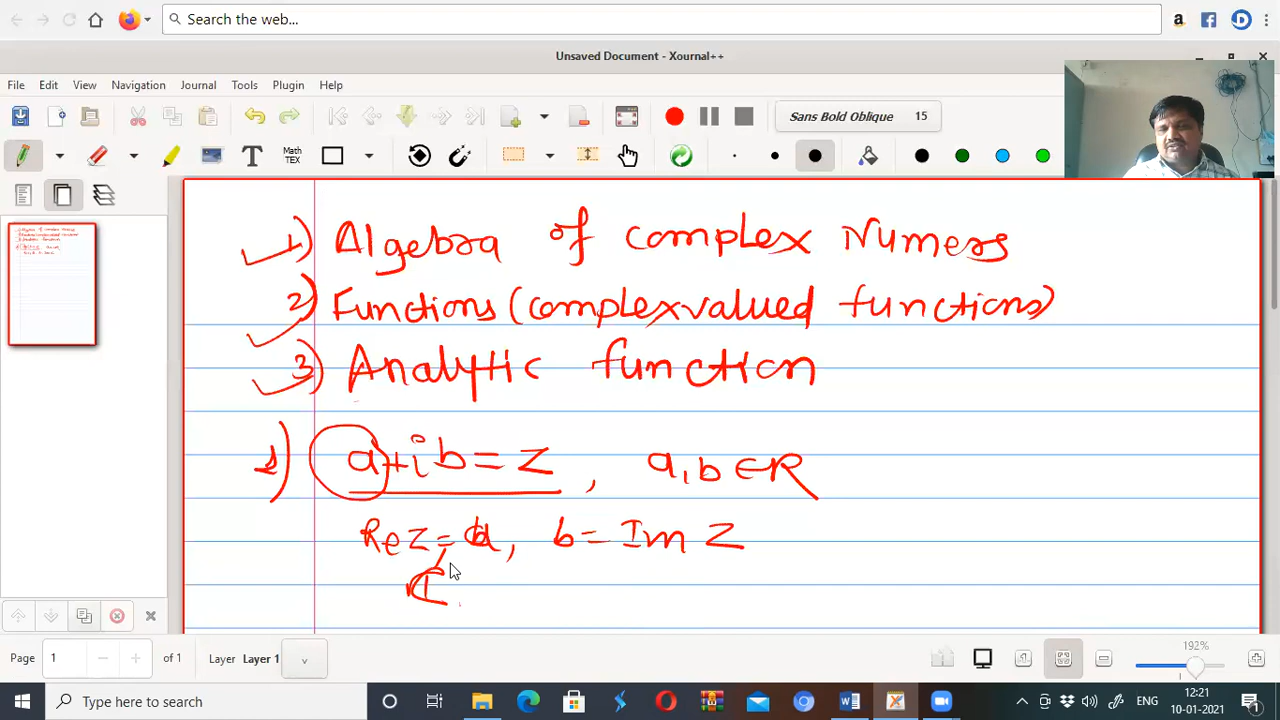 Search the web...
Unsaved Document - Xournal++
File Edit View Navigation Journal Tools Plugin Help
Sans Bold Oblique 15
T Math TEX
1) Algebra of complex Numers
2) Functions (complexvalued functions)
3) Analytic function
1) a+ib=z, a,b∈R
Re z = a, b = Im z
ℂ
Page 1 of 1 Layer Layer 1
192%
Type here to search
ENG
12:21
10-01-2021